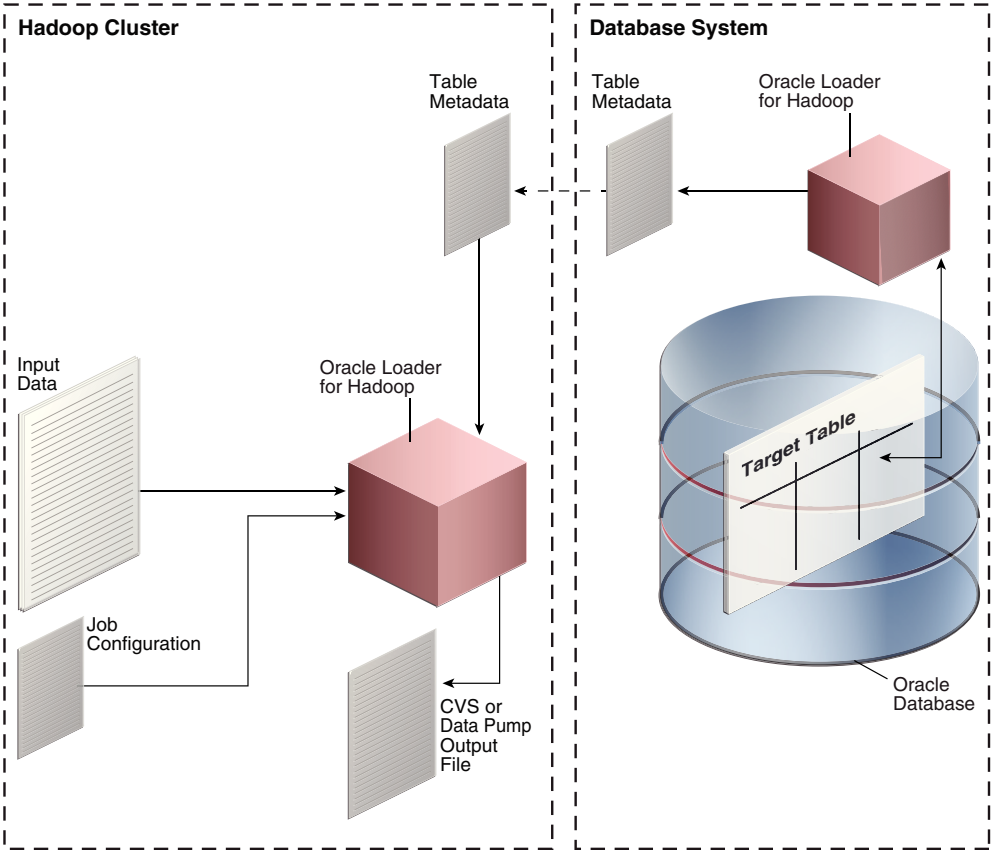 Hadoop Cluster
Table
Metadata
Input
Data
Oracle Loader
for Hadoop
Job
Configuration
CVS or
Data Pump
Output
File
Database System
Table
Metadata
Oracle Loader
for Hadoop
Target Table
Oracle
Database